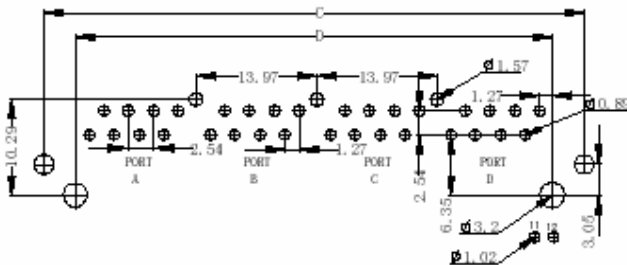 C
D
13.97 13.97 Ø1.57
1.27 Ø0.89
10.29
2.54 1.27
PORT PORT PORT PORT
A B C D
2.54
6.35
Ø3.2
3.05
11 12
Ø1.02